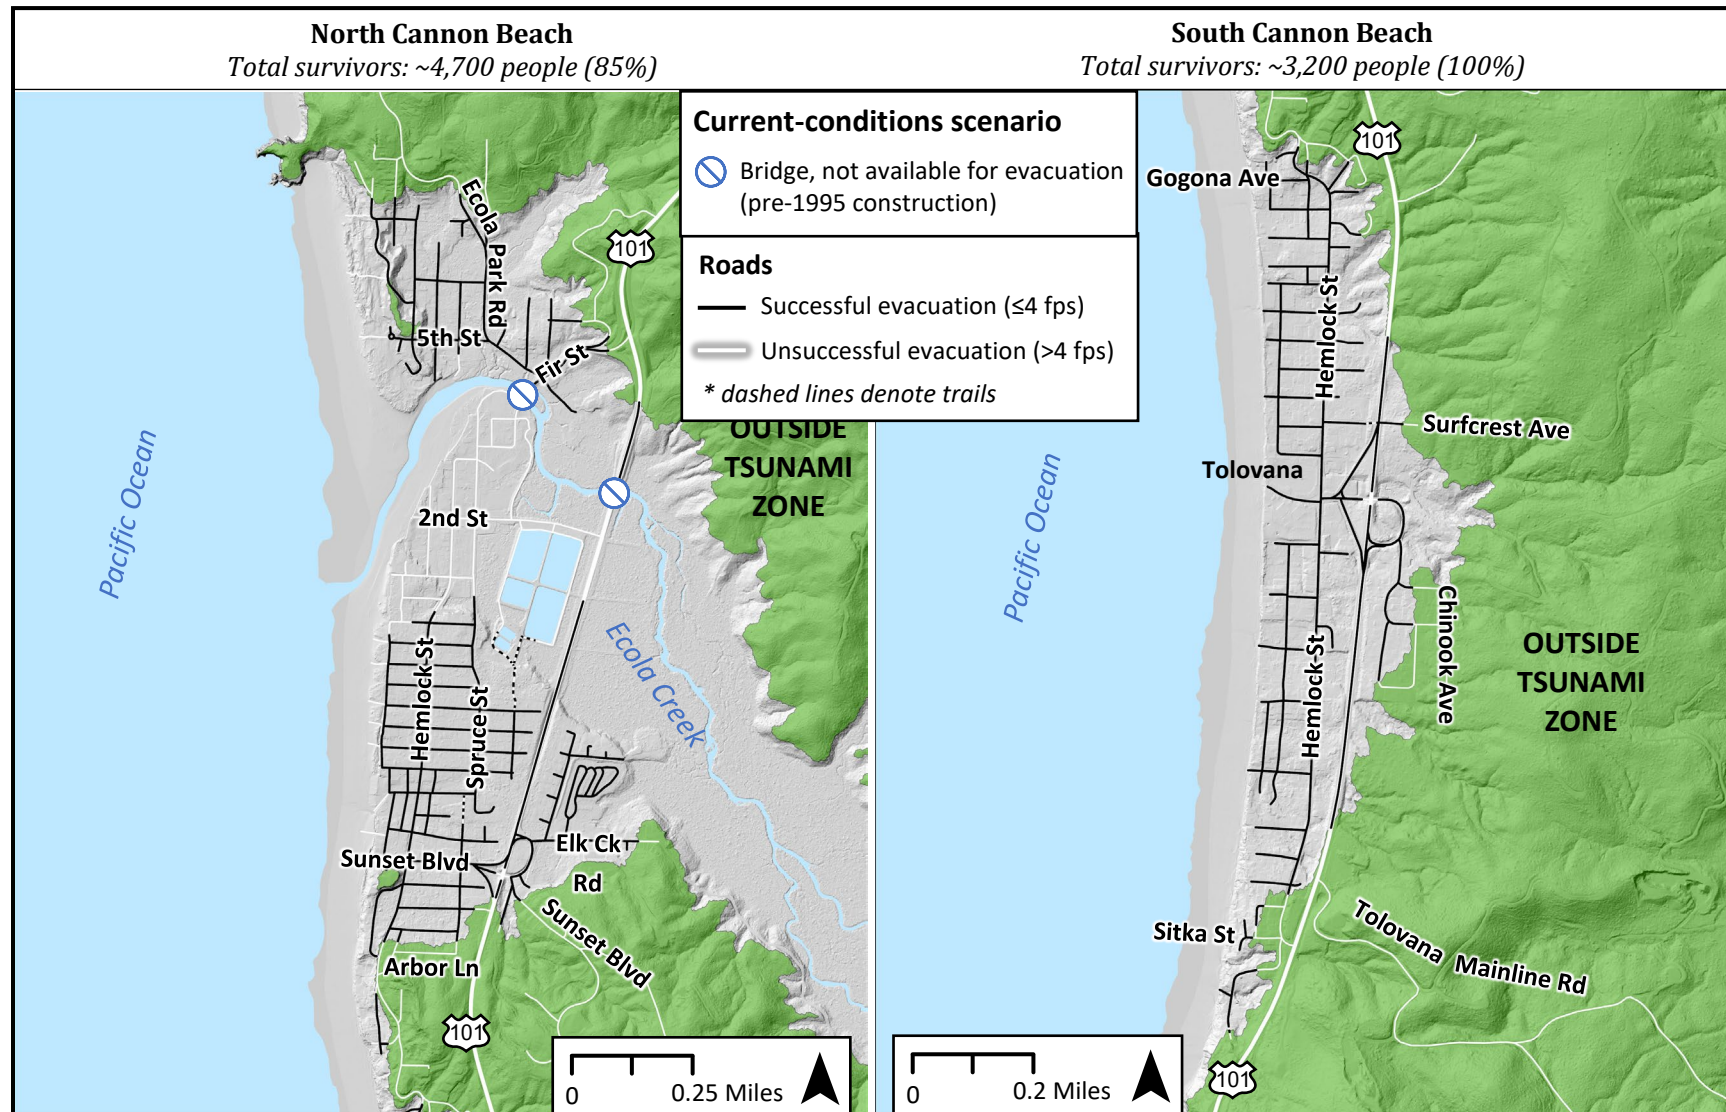 North Cannon Beach
Total survivors: ~4,700 people (85%)
South Cannon Beach
Total survivors: ~3,200 people (100%)
Current-conditions scenario
Bridge, not available for evacuation
(pre-1995 construction)
Roads
Successful evacuation (≤4 fps)
Unsuccessful evacuation (>4 fps)
* dashed lines denote trails
Ecola Park Rd
101
5th St
Fir St
OUTSIDE
TSUNAMI
ZONE
Pacific Ocean
2nd St
Ecola Creek
Hemlock St
Spruce St
Elk Ck
Rd
Sunset Blvd
Sunset Blvd
Arbor Ln
101
0
0.25 Miles
101
Gogona Ave
Hemlock St
Surfcrest Ave
Tolovana
Pacific Ocean
Chinook Ave
Hemlock St
OUTSIDE
TSUNAMI
ZONE
Sitka St
Tolovana Mainline Rd
101
0
0.2 Miles